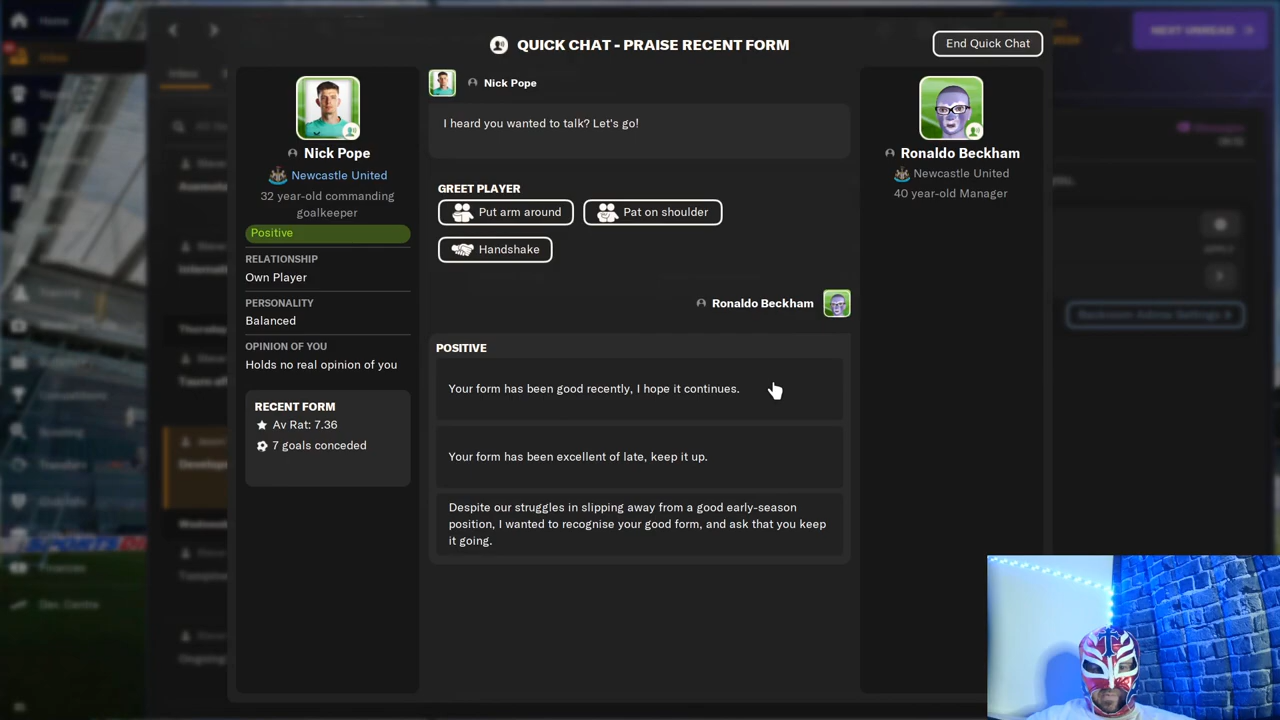 Home
Inbox
NEXT UNREAD
QUICK CHAT - PRAISE RECENT FORM
End Quick Chat
Nick Pope
Newcastle United
32 year-old commanding
goalkeeper
Positive
RELATIONSHIP
Own Player
PERSONALITY
Balanced
OPINION OF YOU
Holds no real opinion of you
RECENT FORM
Av Rat: 7.36
7 goals conceded
Nick Pope
I heard you wanted to talk? Let's go!
GREET PLAYER
Put arm around
Pat on shoulder
Handshake
Ronaldo Beckham
POSITIVE
Your form has been good recently, I hope it continues.
Your form has been excellent of late, keep it up.
Despite our struggles in slipping away from a good early-season
position, I wanted to recognise your good form, and ask that you keep
it going.
Ronaldo Beckham
Newcastle United
40 year-old Manager